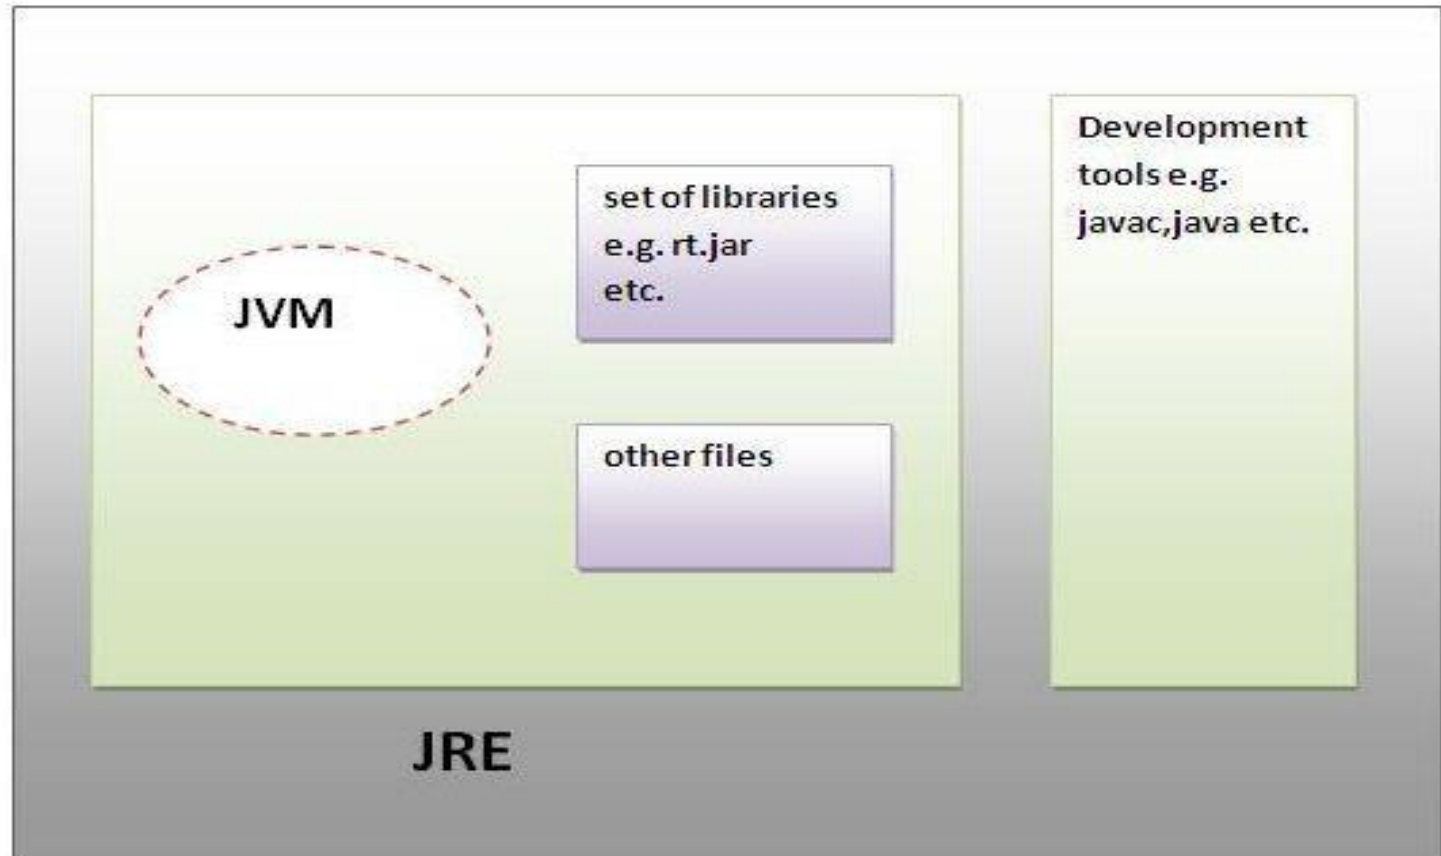 JVM
set of libraries
e.g. rt.jar
etc.
other files
Development
tools e.g.
javac,java etc.
JRE